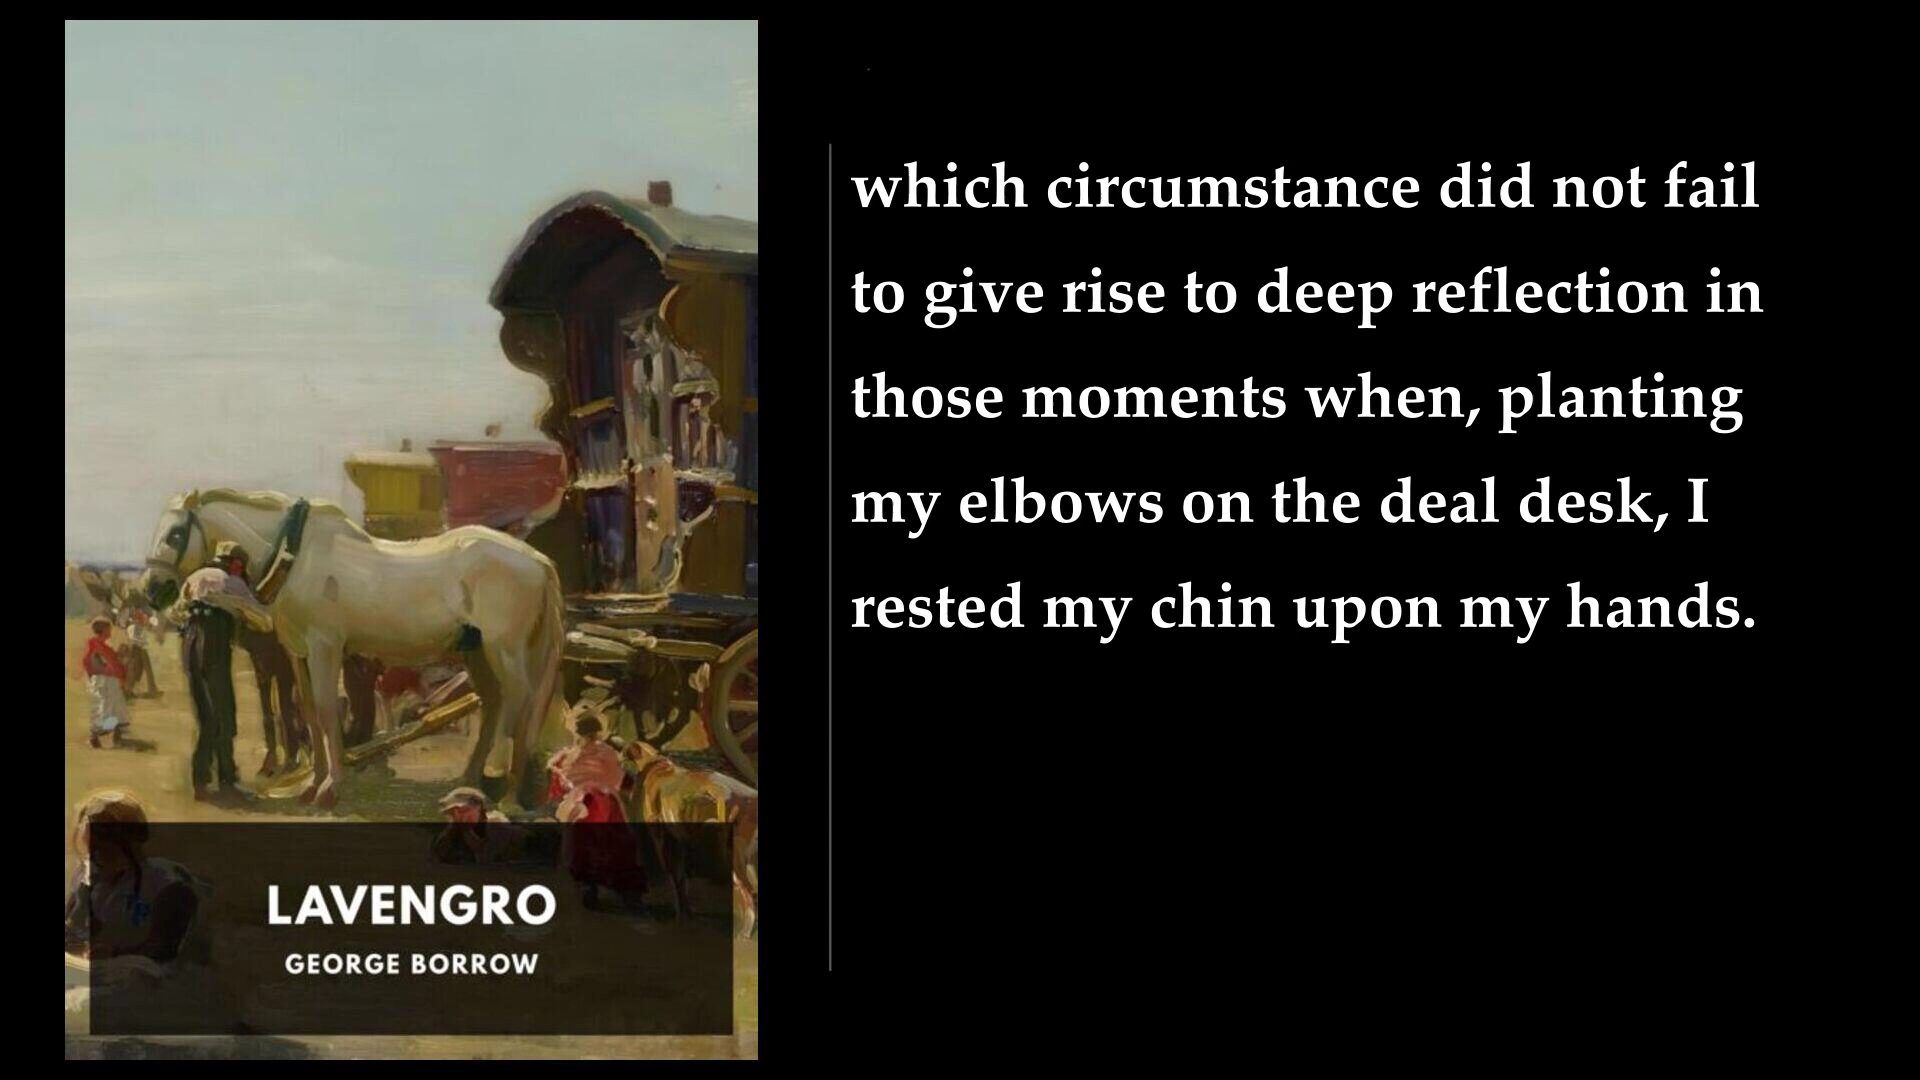 which circumstance did not fail
to give rise to deep reflection in
those moments when, planting
my elbows on the deal desk, I
rested my chin upon my hands.
LAVENGRO
GEORGE BORROW